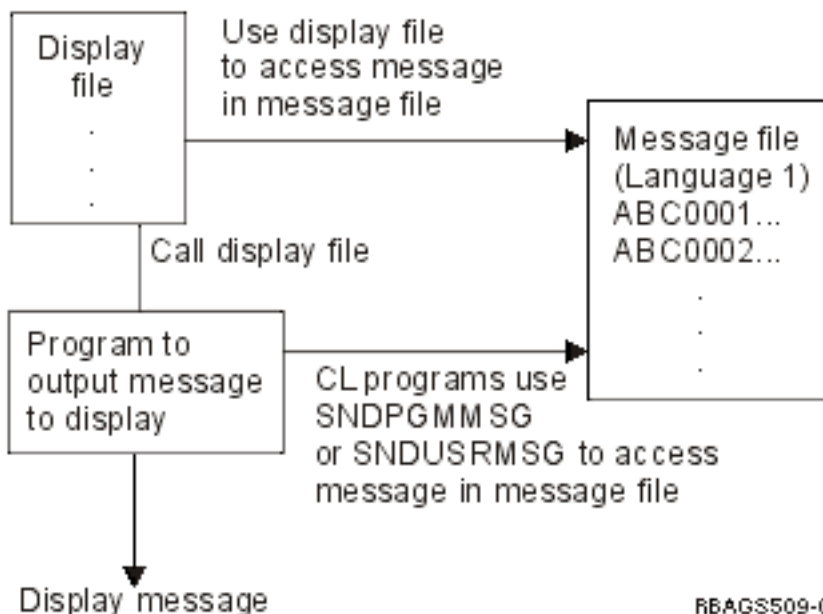 Display
file
.
.
.
Use display file
to access message
in message file
Message file
(Language 1)
ABC0001...
ABC0002...
.
.
.
Call display file
Program to
output message
to display
CL programs use
SNDPGMMSG
or SNDUSRMSG to access
message in message file
Display message
RBAGS509-0